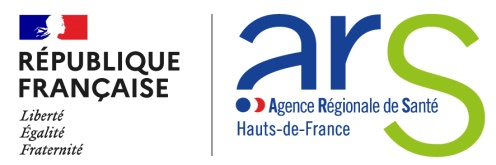 RÉPUBLIQUE
FRANÇAISE
Liberté
Égalité
Fraternité
ars
Agence Régionale de Santé
Hauts-de-France